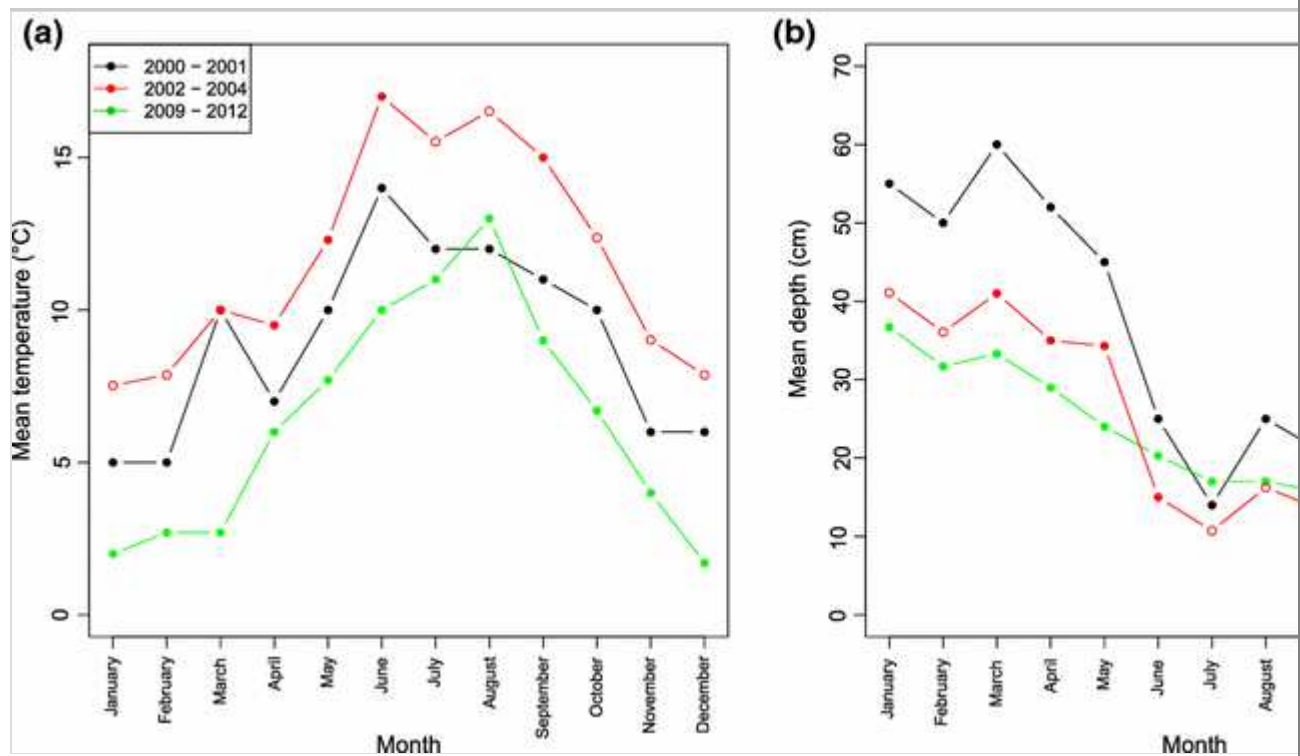 (a)
2000 - 2001
2002 - 2004
2009 - 2012
Mean temperature (°C)
15
10
5
0
January
February
March
April
May
June
July
August
September
October
November
December
Month
(b)
Mean depth (cm)
70
60
50
40
30
20
10
0
January
February
March
April
May
June
July
August
Month